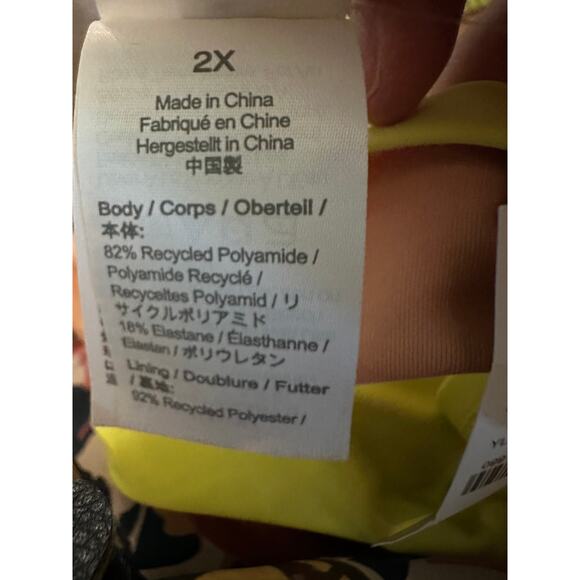 2X
Made in China
Fabriqué en Chine
Hergestellt in China
中国製
Body / Corps / Oberteil /
本体:
82% Recycled Polyamide /
Polyamide Recyclé /
Recyceltes Polyamid / リ
サイクルポリアミド
18% Elastane / Élasthanne /
Elastan / ポリウレタン
Lining / Doublure / Futter
/ 裏地:
92% Recycled Polyester /